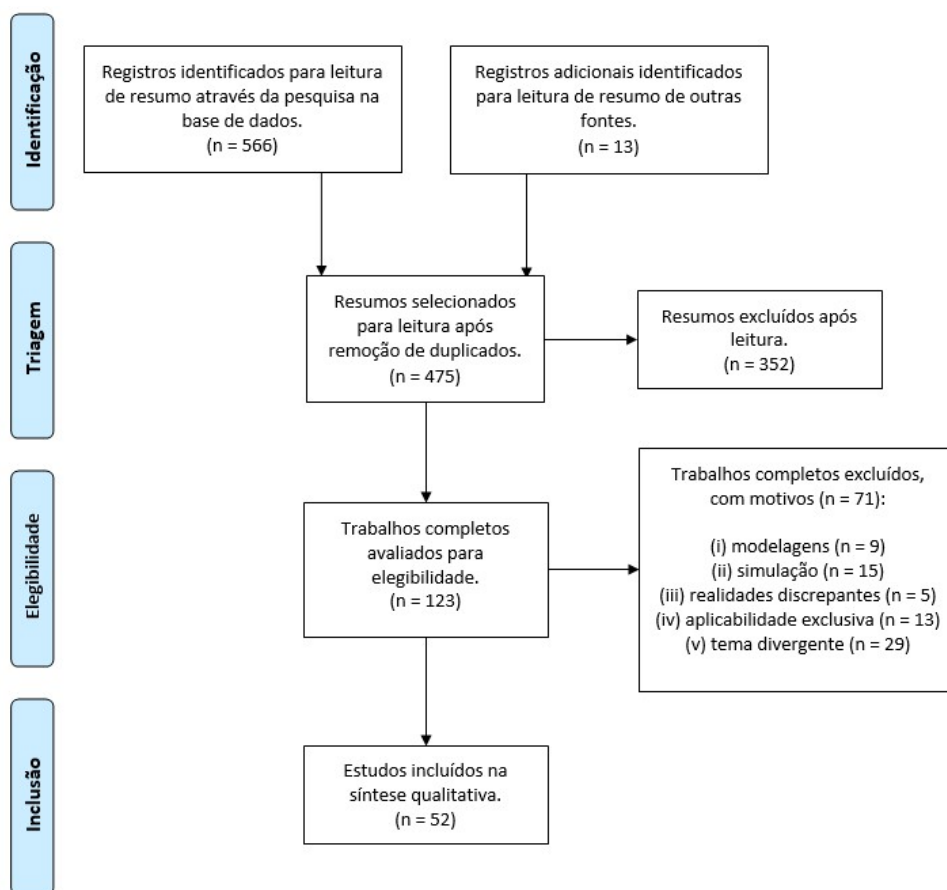 Identificação
Registros identificados para leitura
de resumo através da pesquisa na
base de dados.
(n = 566)
Registros adicionais identificados
para leitura de resumo de outras
fontes.
(n = 13)
Triagem
Resumos selecionados
para leitura após
remoção de duplicados.
(n = 475)
Resumos excluídos após
leitura.
(n = 352)
Elegibilidade
Trabalhos completos
avaliados para
elegibilidade.
(n = 123)
Trabalhos completos excluídos,
com motivos (n = 71):
(i) modelagens (n = 9)
(ii) simulação (n = 15)
(iii) realidades discrepantes (n = 5)
(iv) aplicabilidade exclusiva (n = 13)
(v) tema divergente (n = 29)
Inclusão
Estudos incluídos na
síntese qualitativa.
(n = 52)